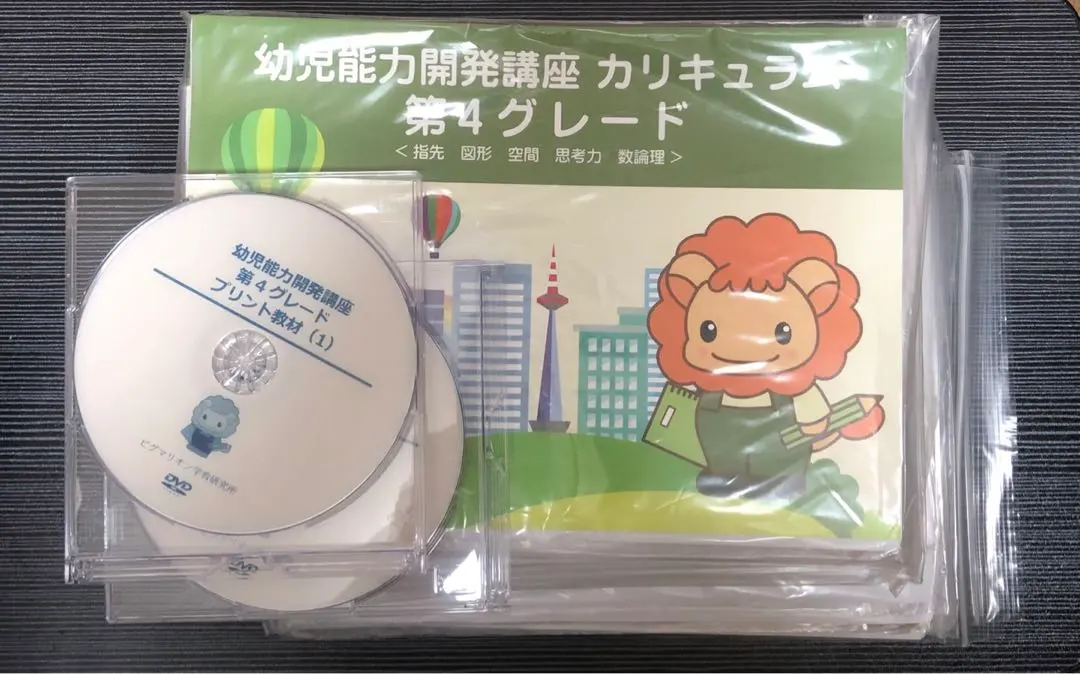 幼児能力開発講座 カリキュラム
第4グレード
<指先 図形 空間 思考力 数論理>
幼児能力開発講座
第4グレード
プリント教材（1）
ピグマリオン学育研究所
DVD
DVD